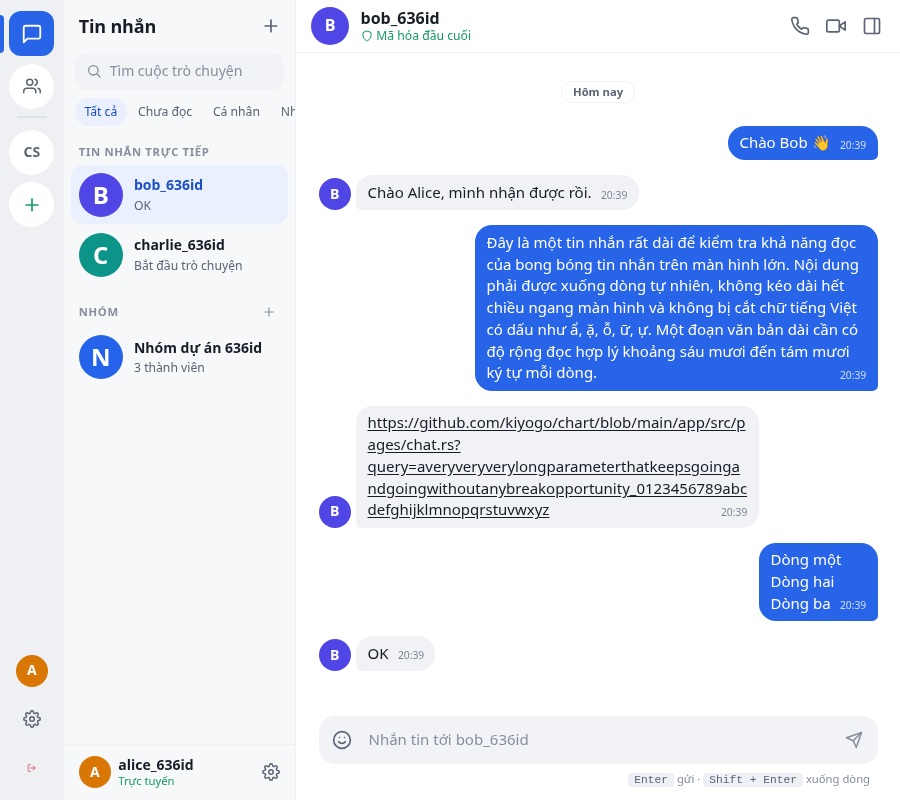 CS
A
Tin nhắn
Tìm cuộc trò chuyện
Tất cả Chưa đọc Cá nhân
TIN NHẮN TRỰC TIẾP
B
bob_636id
OK
C
charlie_636id
Bắt đầu trò chuyện
NHÓM
N
Nhóm dự án 636id
3 thành viên
A
alice_636id
Trực tuyến
B
bob_636id
Mã hóa đầu cuối
Hôm nay
Chào Bob 👋 20:39
B
Chào Alice, mình nhận được rồi. 20:39
Đây là một tin nhắn rất dài để kiểm tra khả năng đọc
của bong bóng tin nhắn trên màn hình lớn. Nội dung
phải được xuống dòng tự nhiên, không kéo dài hết
chiều ngang màn hình và không bị cắt chữ tiếng Việt
có dấu như ẩ, ặ, ỗ, ữ, ự. Một đoạn văn bản dài cần có
độ rộng đọc hợp lý khoảng sáu mươi đến tám mươi
ký tự mỗi dòng. 20:39
https://github.com/kiyogo/chart/blob/main/app/src/p
ages/chat.rs?
query=averyveryverylongparameterthatkeepsgoinga
ndgoingwithoutanybreakopportunity_0123456789abc
B
defghijklmnopqrstuvwxyz 20:39
Dòng một
Dòng hai
Dòng ba 20:39
B
OK 20:39
Nhắn tin tới bob_636id
Enter gửi · Shift + Enter xuống dòng